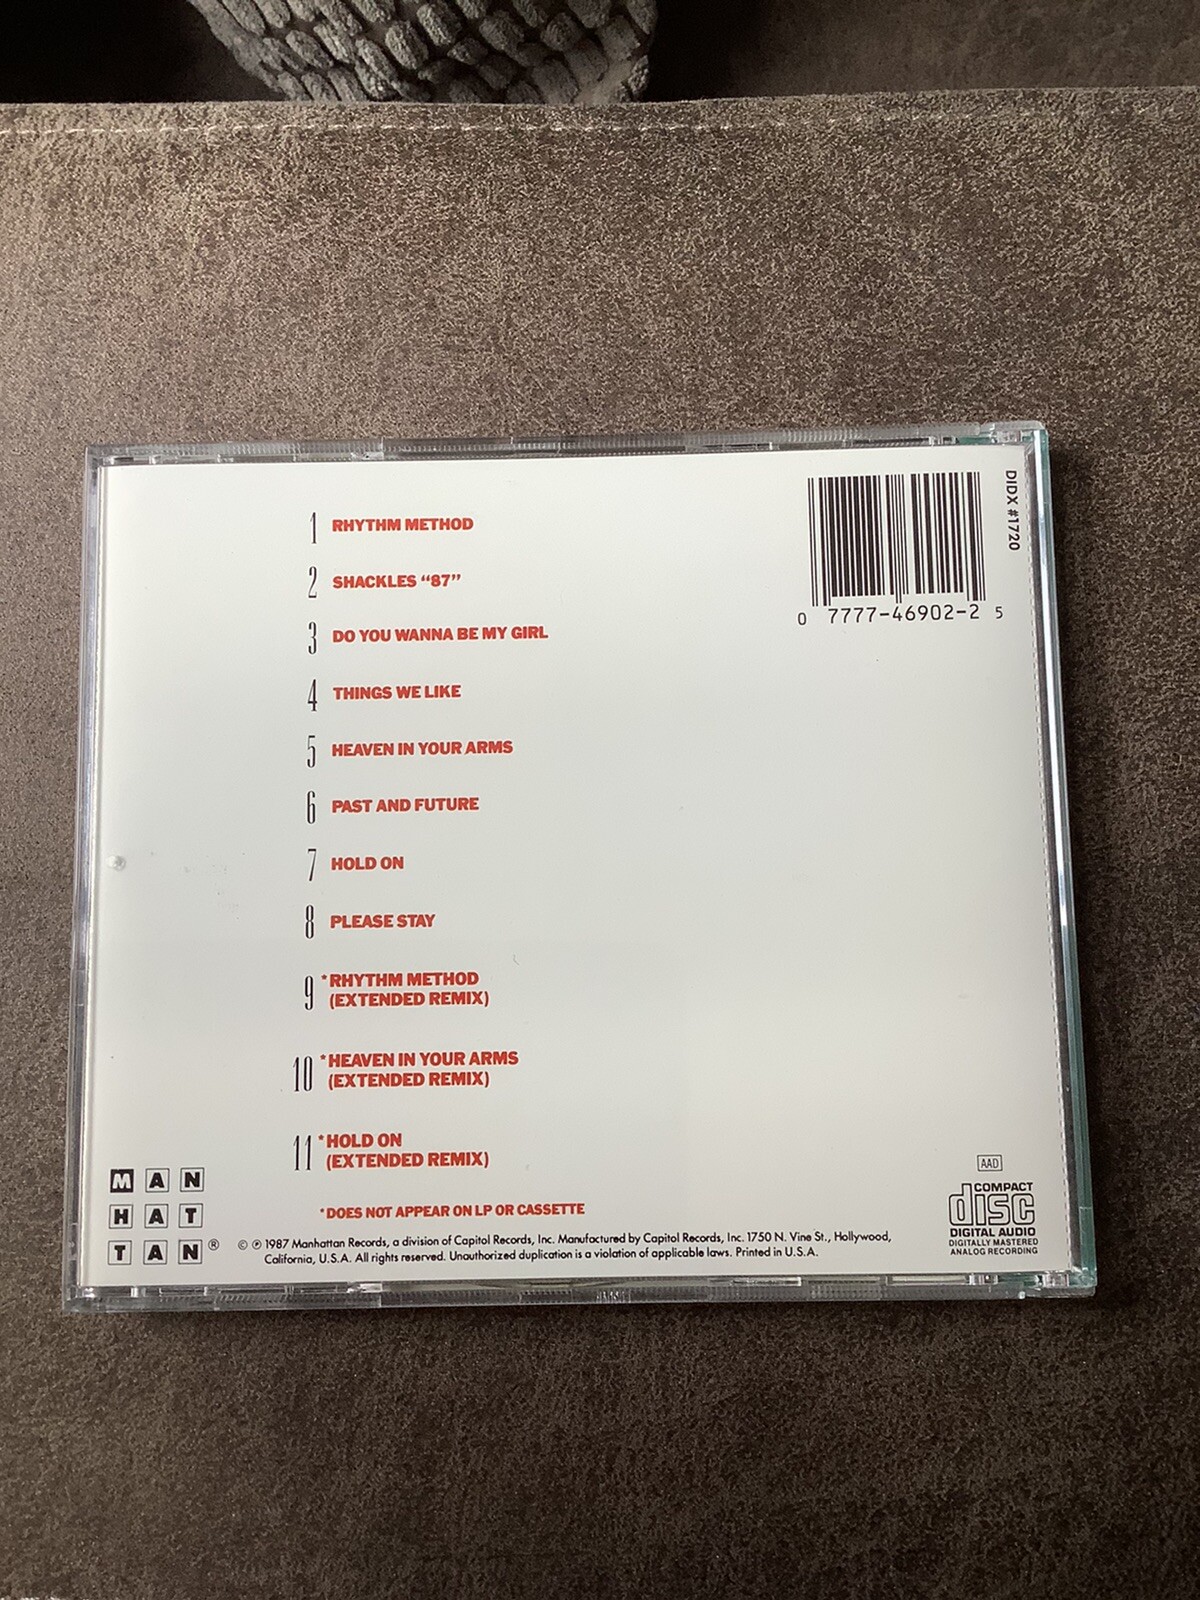 DIDX #1720
0 7777-46902-2 5
1 RHYTHM METHOD
2 SHACKLES “87”
3 DO YOU WANNA BE MY GIRL
4 THINGS WE LIKE
5 HEAVEN IN YOUR ARMS
6 PAST AND FUTURE
7 HOLD ON
8 PLEASE STAY
9 *RHYTHM METHOD
(EXTENDED REMIX)
10 *HEAVEN IN YOUR ARMS
(EXTENDED REMIX)
11 *HOLD ON
(EXTENDED REMIX)
*DOES NOT APPEAR ON LP OR CASSETTE
MAN
HAT
TAN®
© ℗ 1987 Manhattan Records, a division of Capitol Records, Inc. Manufactured by Capitol Records, Inc. 1750 N. Vine St., Hollywood,
California, U.S.A. All rights reserved. Unauthorized duplication is a violation of applicable laws. Printed in U.S.A.
AAD
COMPACT
disc
DIGITAL AUDIO
DIGITALLY MASTERED
ANALOG RECORDING